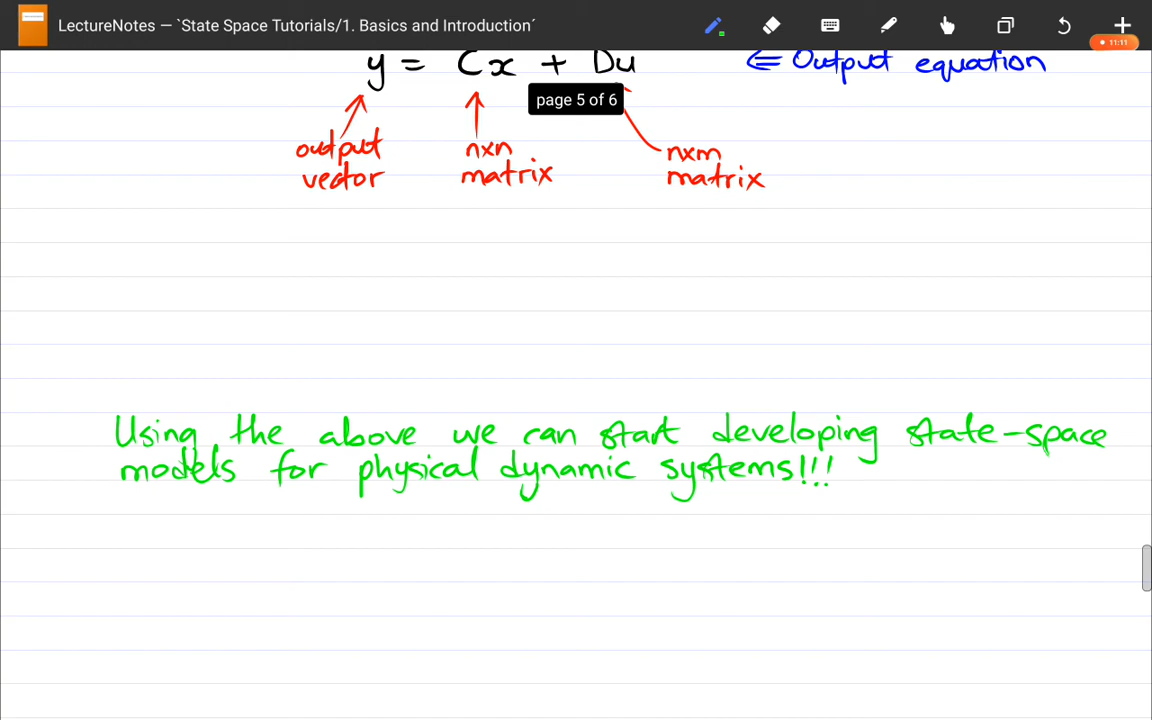 LectureNotes — `State Space Tutorials/1. Basics and Introduction´
11:11
y = Cx + Du ⇐ Output equation
page 5 of 6
output vector
nxn matrix
nxm matrix
Using the above we can start developing state-space
models for physical dynamic systems!!!